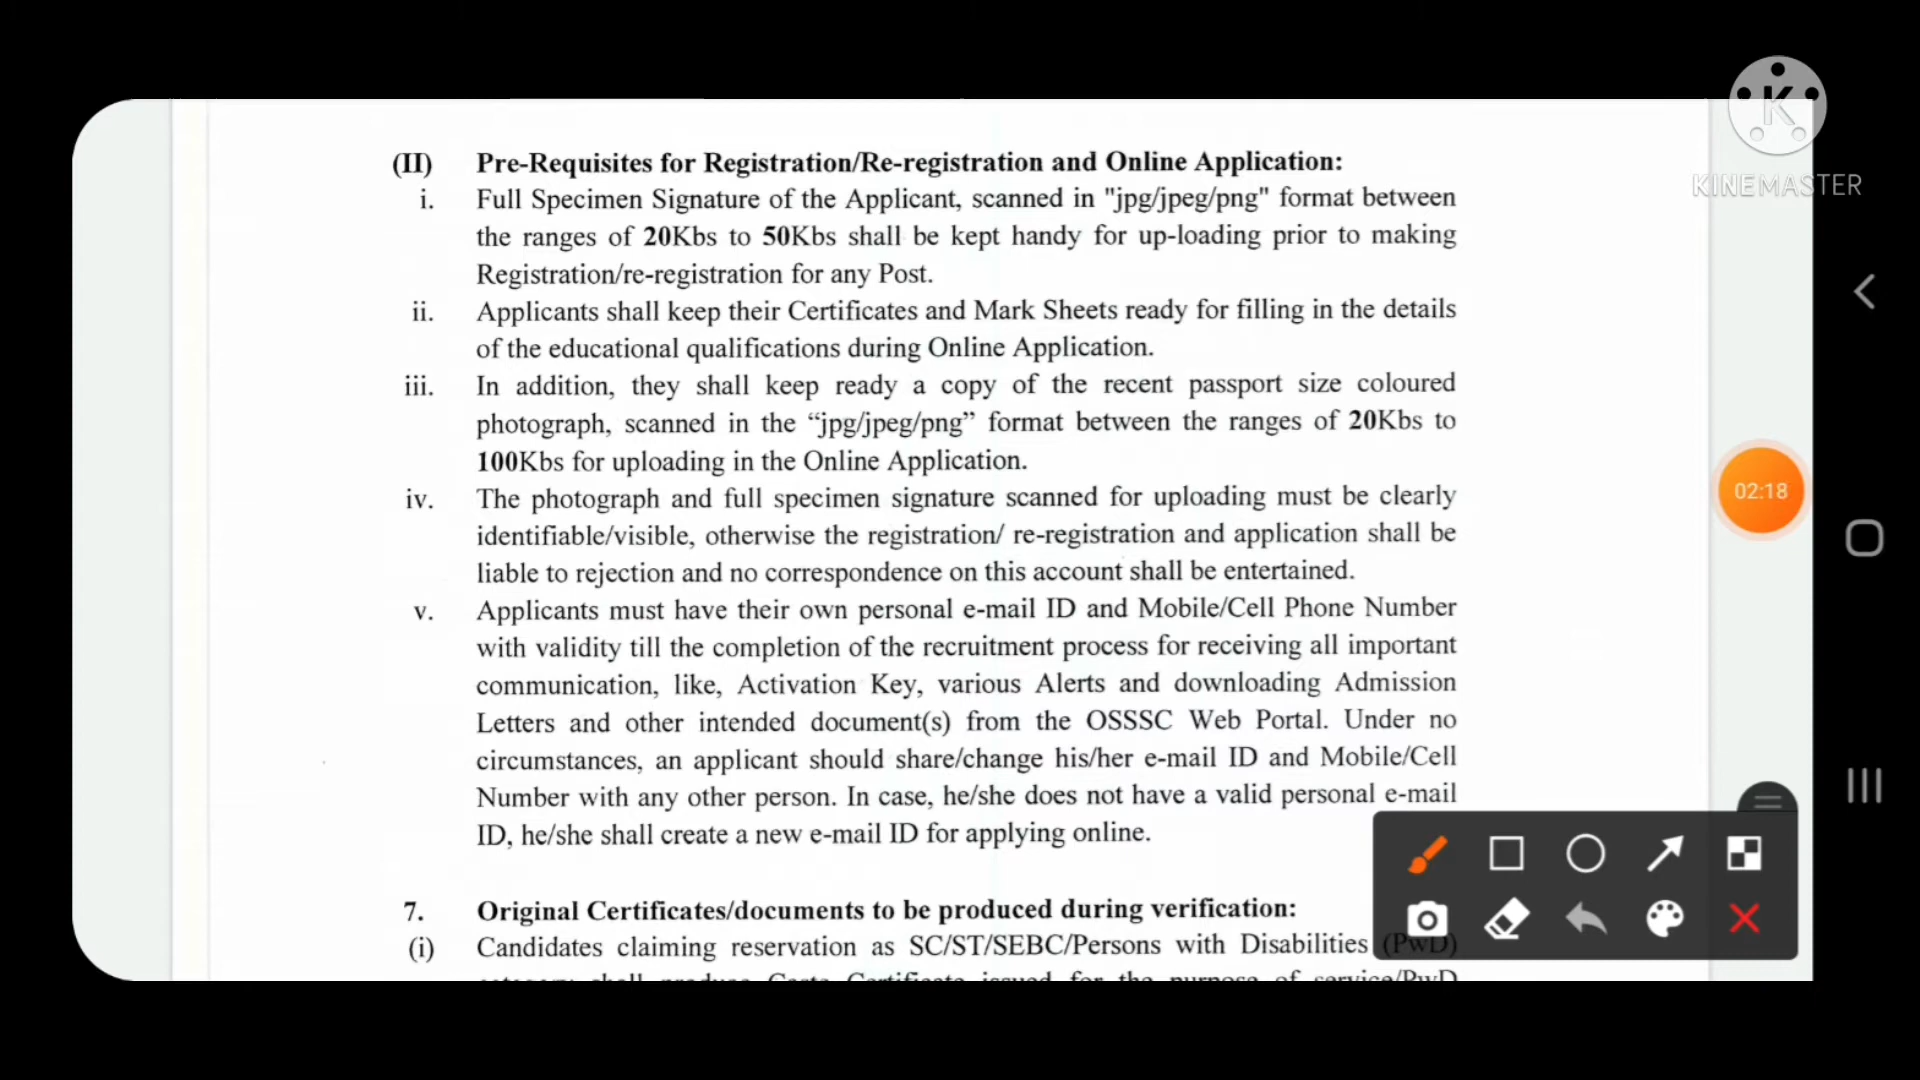 K
KINEMASTER
(II) Pre-Requisites for Registration/Re-registration and Online Application:
i. Full Specimen Signature of the Applicant, scanned in "jpg/jpeg/png" format between
the ranges of 20Kbs to 50Kbs shall be kept handy for up-loading prior to making
Registration/re-registration for any Post.
ii. Applicants shall keep their Certificates and Mark Sheets ready for filling in the details
of the educational qualifications during Online Application.
iii. In addition, they shall keep ready a copy of the recent passport size coloured
photograph, scanned in the “jpg/jpeg/png” format between the ranges of 20Kbs to
100Kbs for uploading in the Online Application.
iv. The photograph and full specimen signature scanned for uploading must be clearly
identifiable/visible, otherwise the registration/ re-registration and application shall be
liable to rejection and no correspondence on this account shall be entertained.
v. Applicants must have their own personal e-mail ID and Mobile/Cell Phone Number
with validity till the completion of the recruitment process for receiving all important
communication, like, Activation Key, various Alerts and downloading Admission
Letters and other intended document(s) from the OSSSC Web Portal. Under no
circumstances, an applicant should share/change his/her e-mail ID and Mobile/Cell
Number with any other person. In case, he/she does not have a valid personal e-mail
ID, he/she shall create a new e-mail ID for applying online.
7. Original Certificates/documents to be produced during verification:
(i) Candidates claiming reservation as SC/ST/SEBC/Persons with Disabilities (PwD)
category shall produce Caste Certificate issued for the purpose of service/PwD
02:18